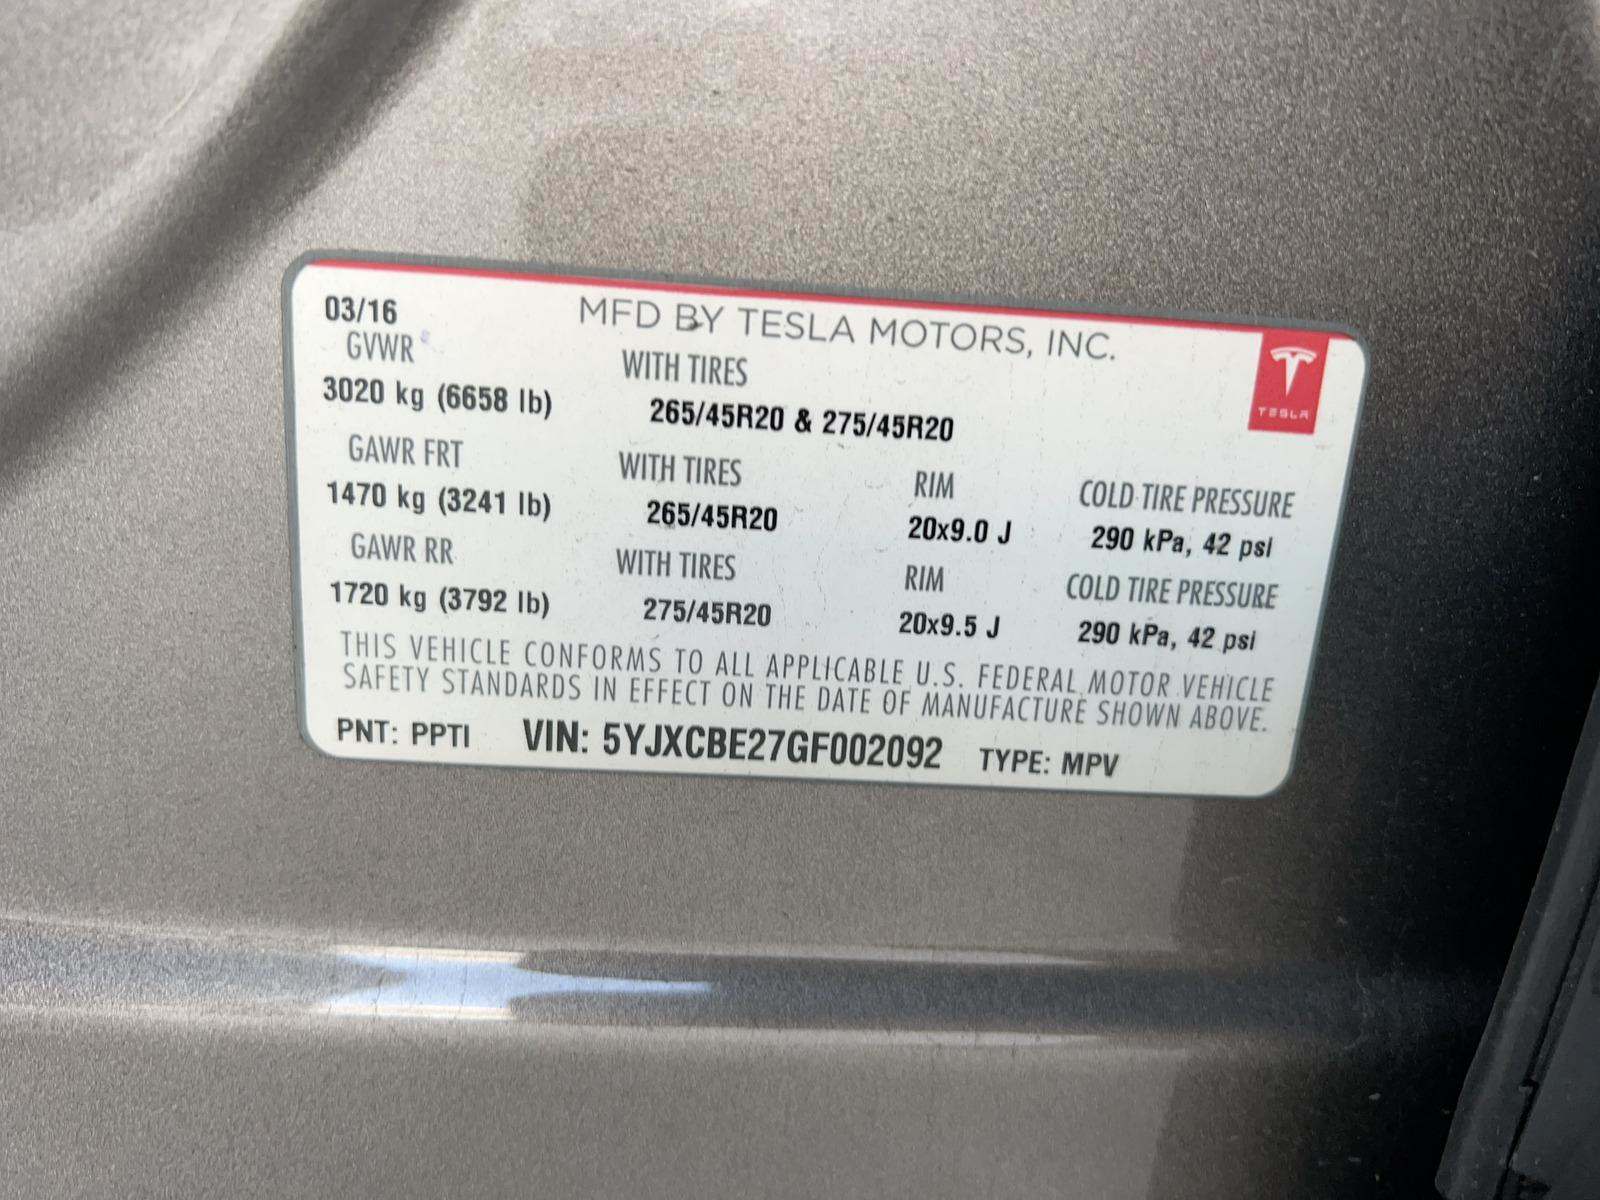 03/16 MFD BY TESLA MOTORS, INC.
GVWR WITH TIRES
3020 kg (6658 lb) 265/45R20 & 275/45R20
TESLA
GAWR FRT WITH TIRES RIM COLD TIRE PRESSURE
1470 kg (3241 lb) 265/45R20 20x9.0 J 290 kPa, 42 psi
GAWR RR WITH TIRES RIM COLD TIRE PRESSURE
1720 kg (3792 lb) 275/45R20 20x9.5 J 290 kPa, 42 psi
THIS VEHICLE CONFORMS TO ALL APPLICABLE U.S. FEDERAL MOTOR VEHICLE
SAFETY STANDARDS IN EFFECT ON THE DATE OF MANUFACTURE SHOWN ABOVE.
PNT: PPTI VIN: 5YJXCBE27GF002092 TYPE: MPV